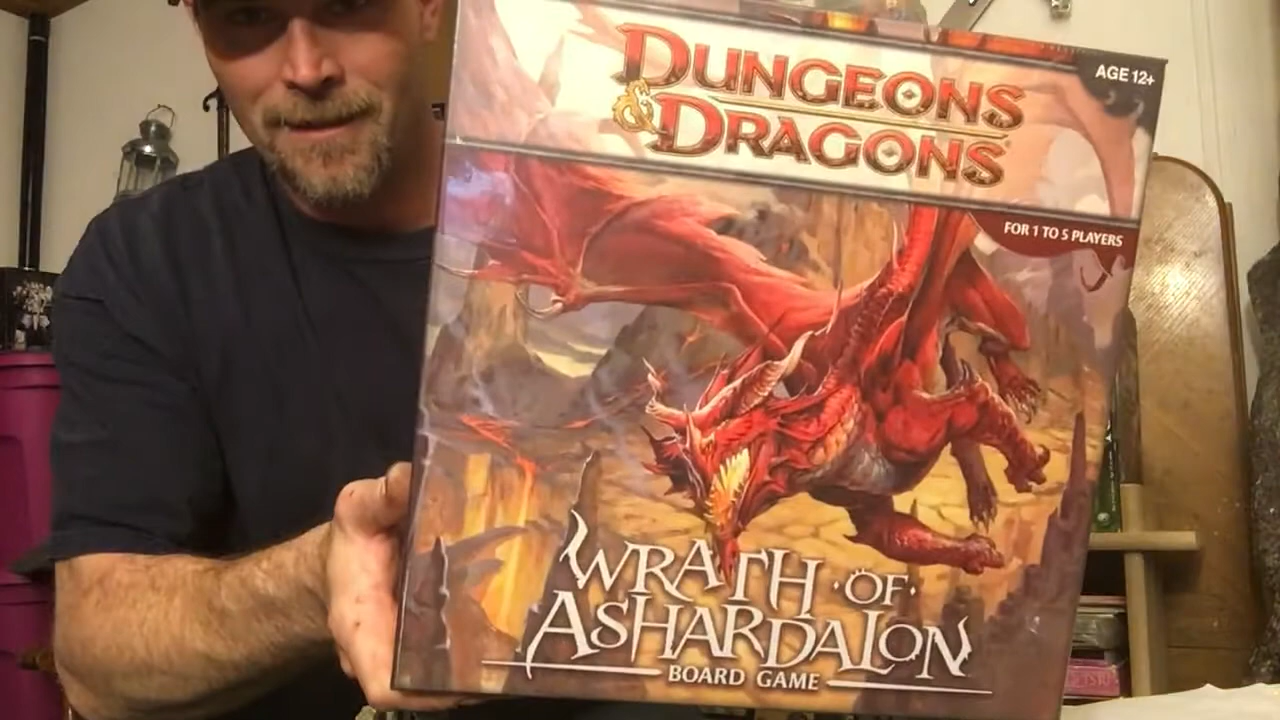 DUNGEONS
& DRAGONS
AGE 12+
FOR 1 TO 5 PLAYERS
WRATH · OF ·
ASHARDALON
BOARD GAME